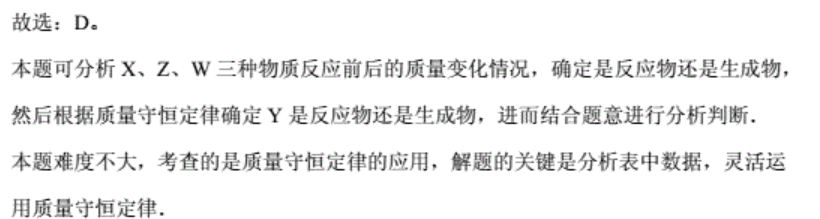 故选：D。
本题可分析 X、Z、W 三种物质反应前后的质量变化情况，确定是反应物还是生成物，
然后根据质量守恒定律确定 Y 是反应物还是生成物，进而结合题意进行分析判断．
本题难度不大，考查的是质量守恒定律的应用，解题的关键是分析表中数据，灵活运
用质量守恒定律．